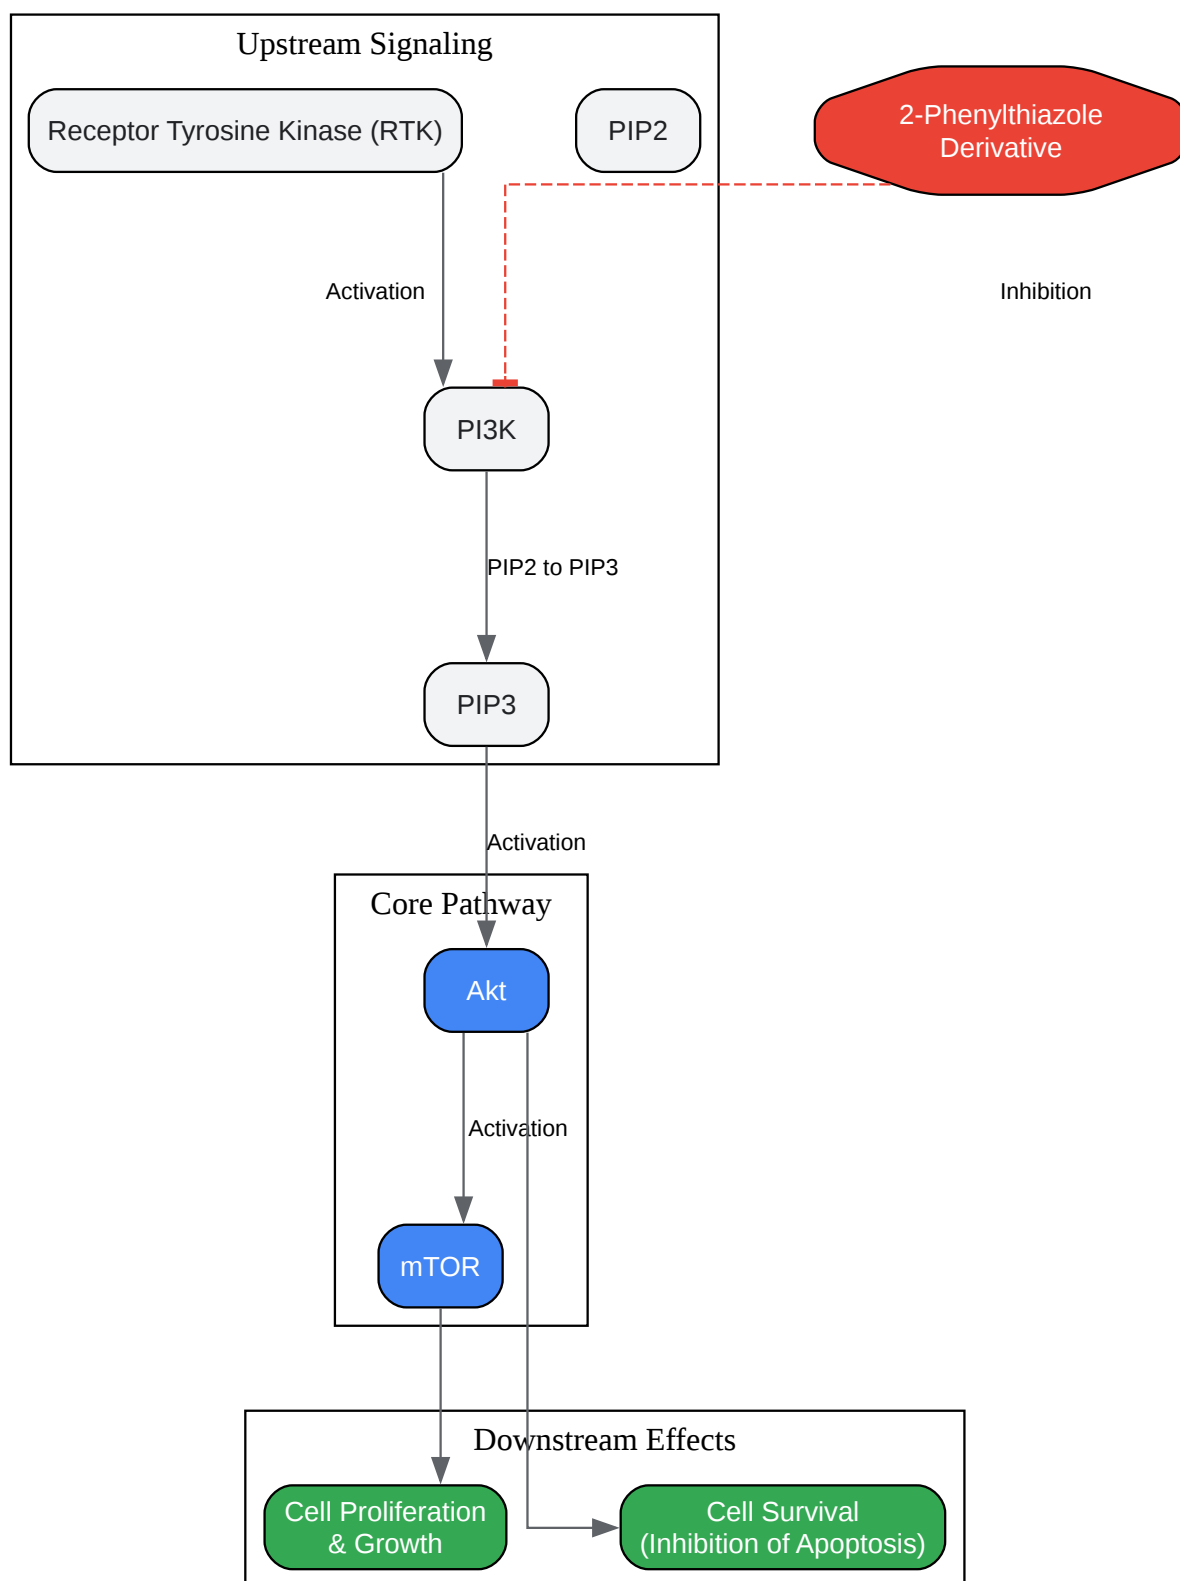 Upstream Signaling
Receptor Tyrosine Kinase (RTK)
PIP2
2-Phenylthiazole
Derivative
Activation
Inhibition
PI3K
PIP2 to PIP3
PIP3
Activation
Core Pathway
Akt
Activation
mTOR
Downstream Effects
Cell Proliferation
& Growth
Cell Survival
(Inhibition of Apoptosis)